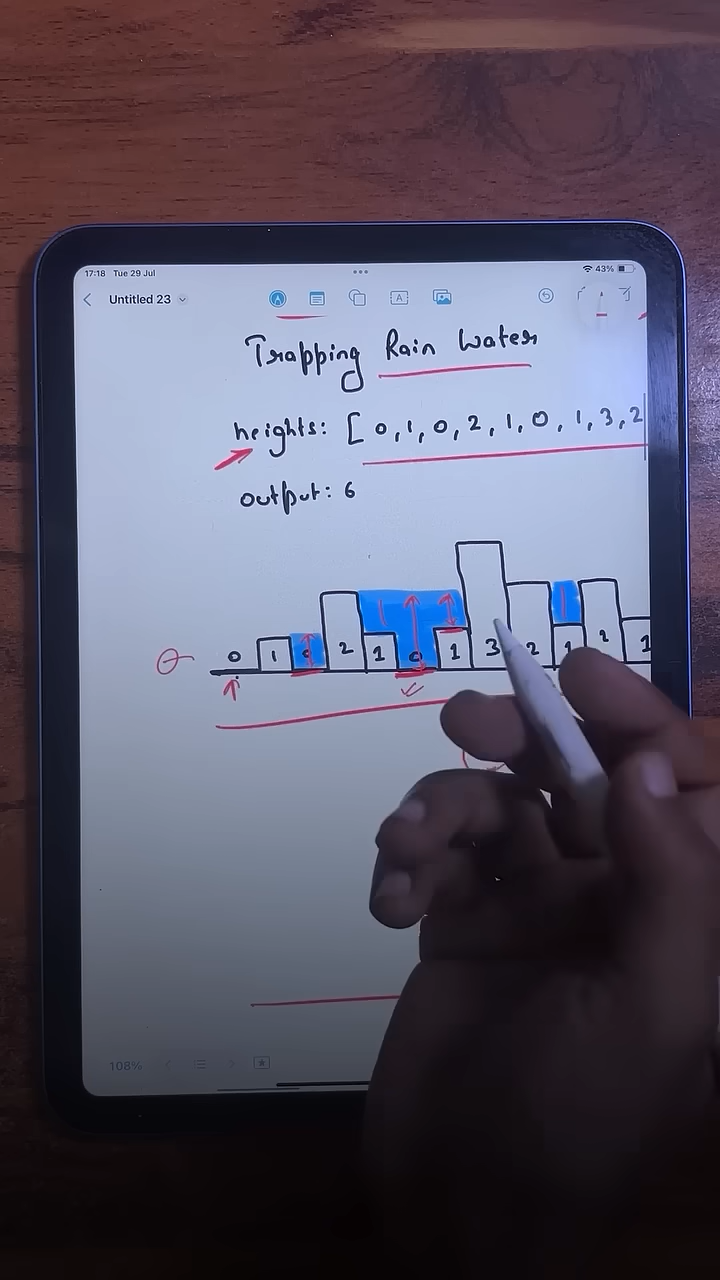 17:18 Tue 29 Jul 43%
Untitled 23 A
Trapping Rain Water
heights: [ 0, 1, 0, 2, 1, 0, 1, 3, 2
output: 6
0 1 0 2 1 0 1 3 2 1 2 1
108%